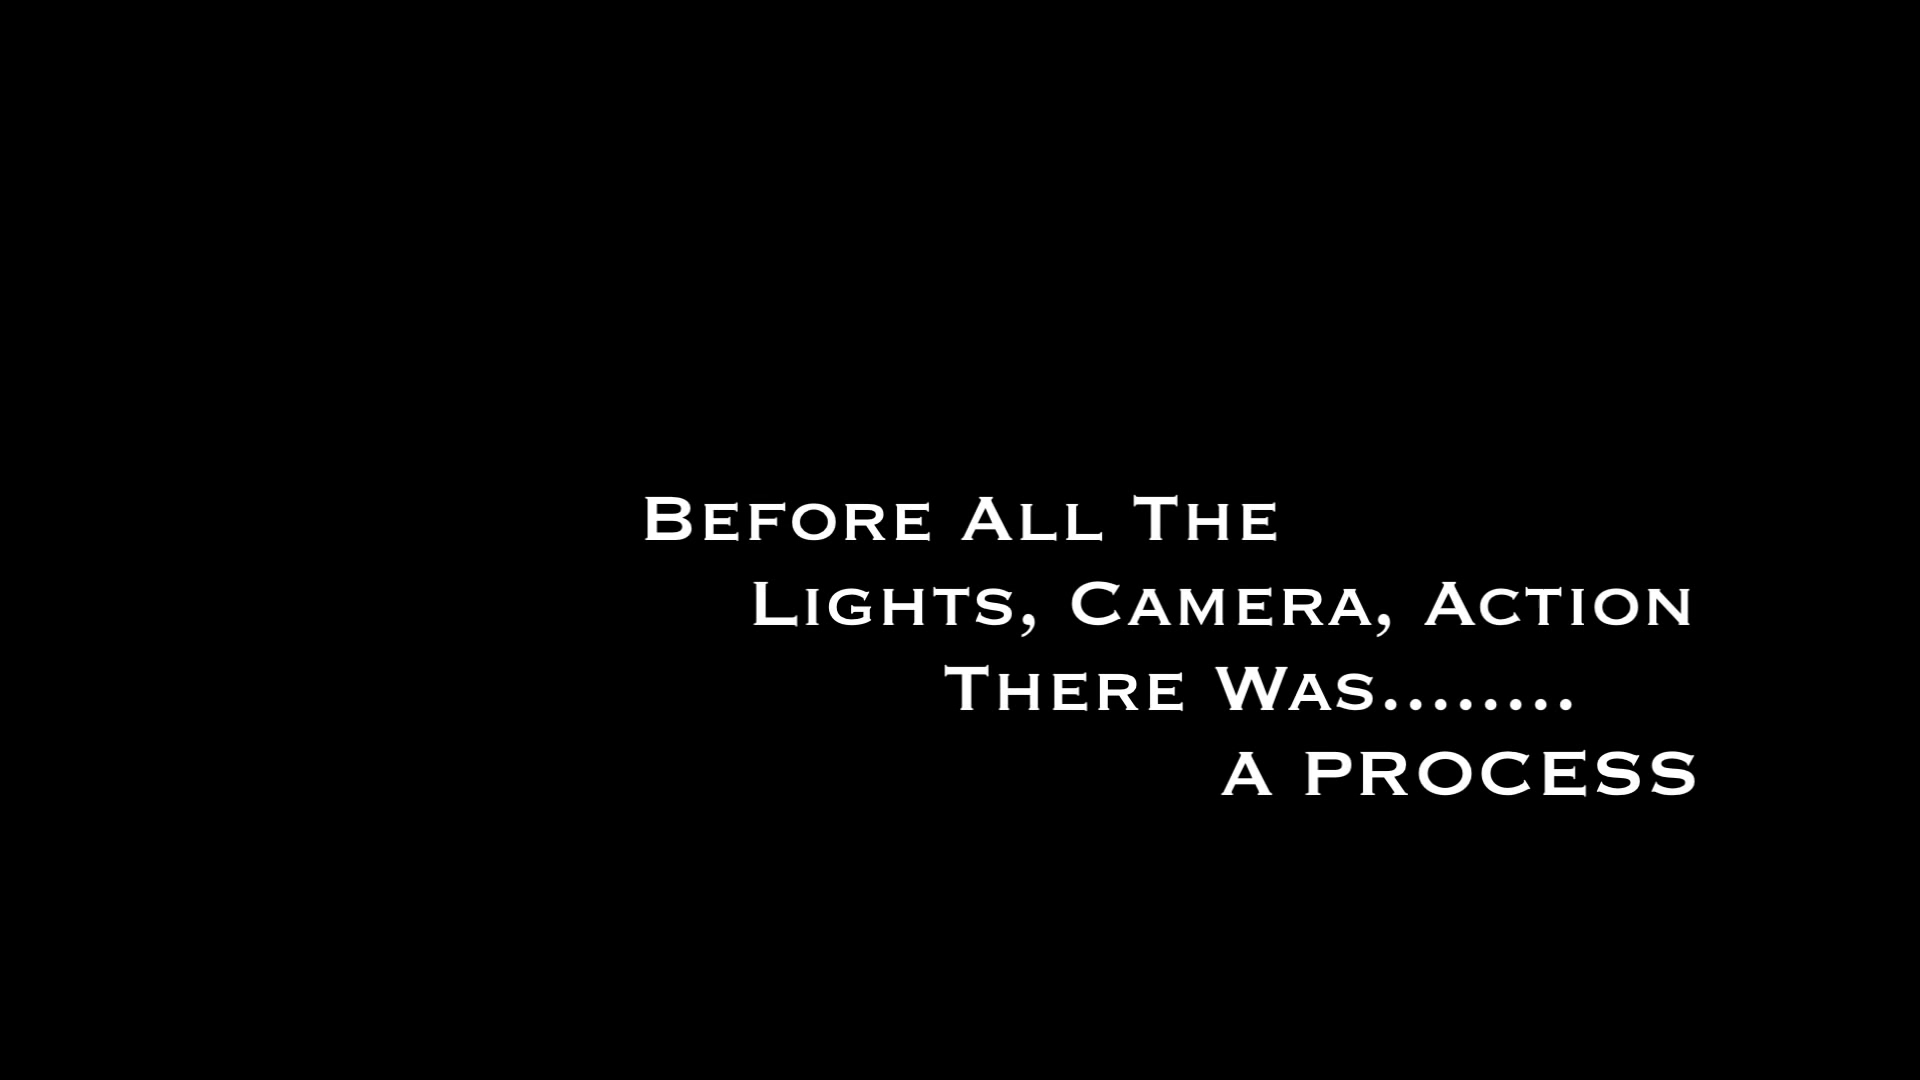 Before All The
Lights, Camera, Action
There Was........
A PROCESS